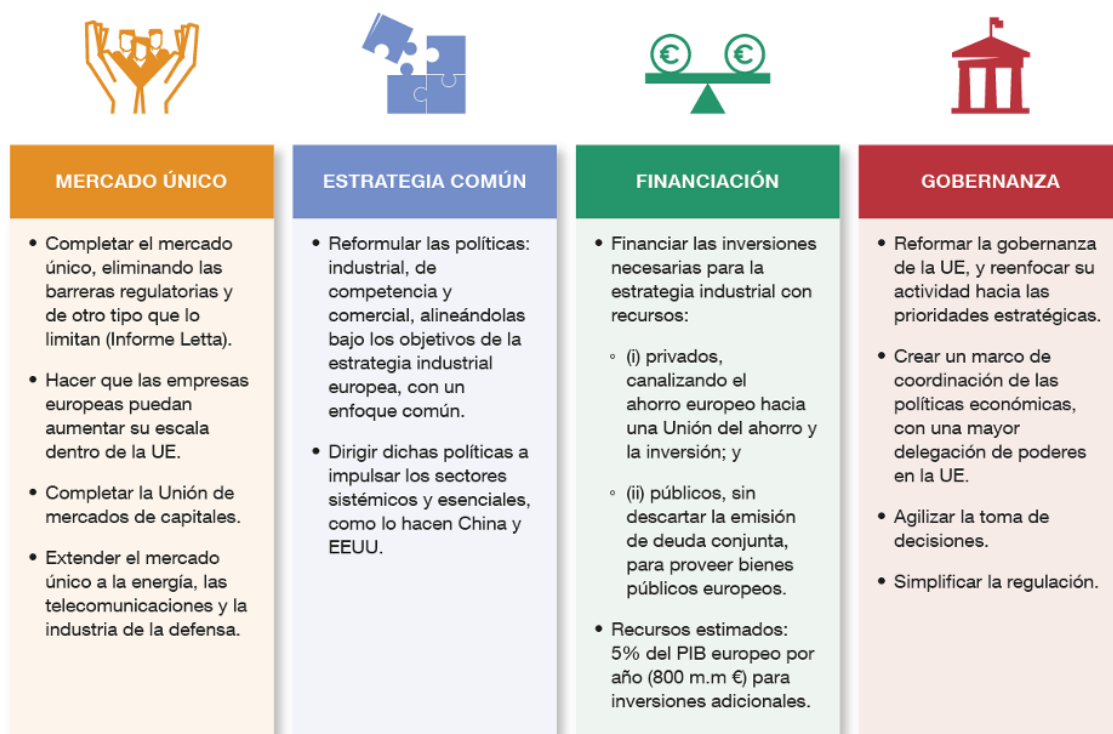 MERCADO ÚNICO
• Completar el mercado
único, eliminando las
barreras regulatorias y
de otro tipo que lo
limitan (Informe Letta).
• Hacer que las empresas
europeas puedan
aumentar su escala
dentro de la UE.
• Completar la Unión de
mercados de capitales.
• Extender el mercado
único a la energía, las
telecomunicaciones y la
industria de la defensa.
ESTRATEGIA COMÚN
• Reformular las políticas:
industrial, de
competencia y
comercial, alineándolas
bajo los objetivos de la
estrategia industrial
europea, con un
enfoque común.
• Dirigir dichas políticas a
impulsar los sectores
sistémicos y esenciales,
como lo hacen China y
EEUU.
€ €
FINANCIACIÓN
• Financiar las inversiones
necesarias para la
estrategia industrial con
recursos:
◦ (i) privados,
canalizando el
ahorro europeo hacia
una Unión del ahorro y
la inversión; y
◦ (ii) públicos, sin
descartar la emisión
de deuda conjunta,
para proveer bienes
públicos europeos.
• Recursos estimados:
5% del PIB europeo por
año (800 m.m €) para
inversiones adicionales.
GOBERNANZA
• Reformar la gobernanza
de la UE, y reenfocar su
actividad hacia las
prioridades estratégicas.
• Crear un marco de
coordinación de las
políticas económicas,
con una mayor
delegación de poderes
en la UE.
• Agilizar la toma de
decisiones.
• Simplificar la regulación.